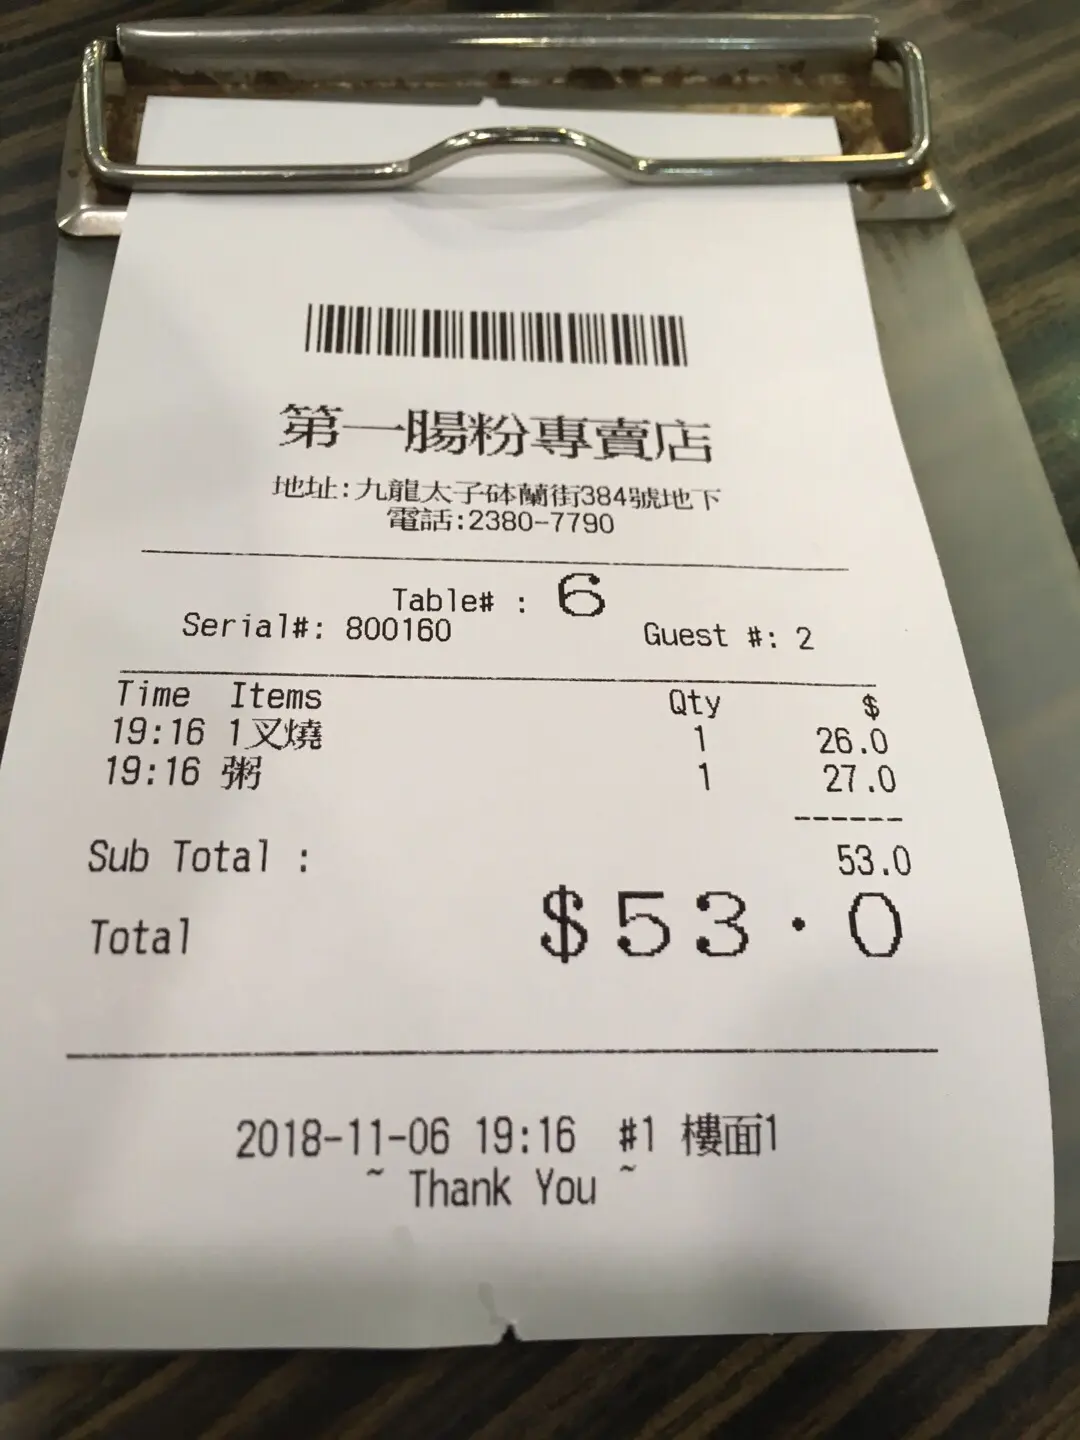 第一腸粉專賣店
地址:九龍太子砵蘭街384號地下
電話:2380-7790
Table# : 6
Serial#: 800160 Guest #: 2
Time Items Qty $
19:16 1叉燒 1 26.0
19:16 粥 1 27.0
------
Sub Total : 53.0
Total $53.0
2018-11-06 19:16 #1 樓面1
~ Thank You ~